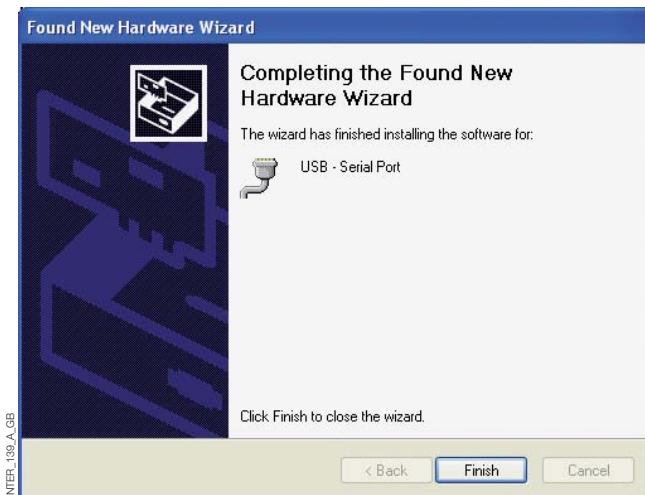 Found New Hardware Wizard
Completing the Found New
Hardware Wizard
The wizard has finished installing the software for:
USB - Serial Port
Click Finish to close the wizard.
< Back
Finish
Cancel
NTER_139_A_GB